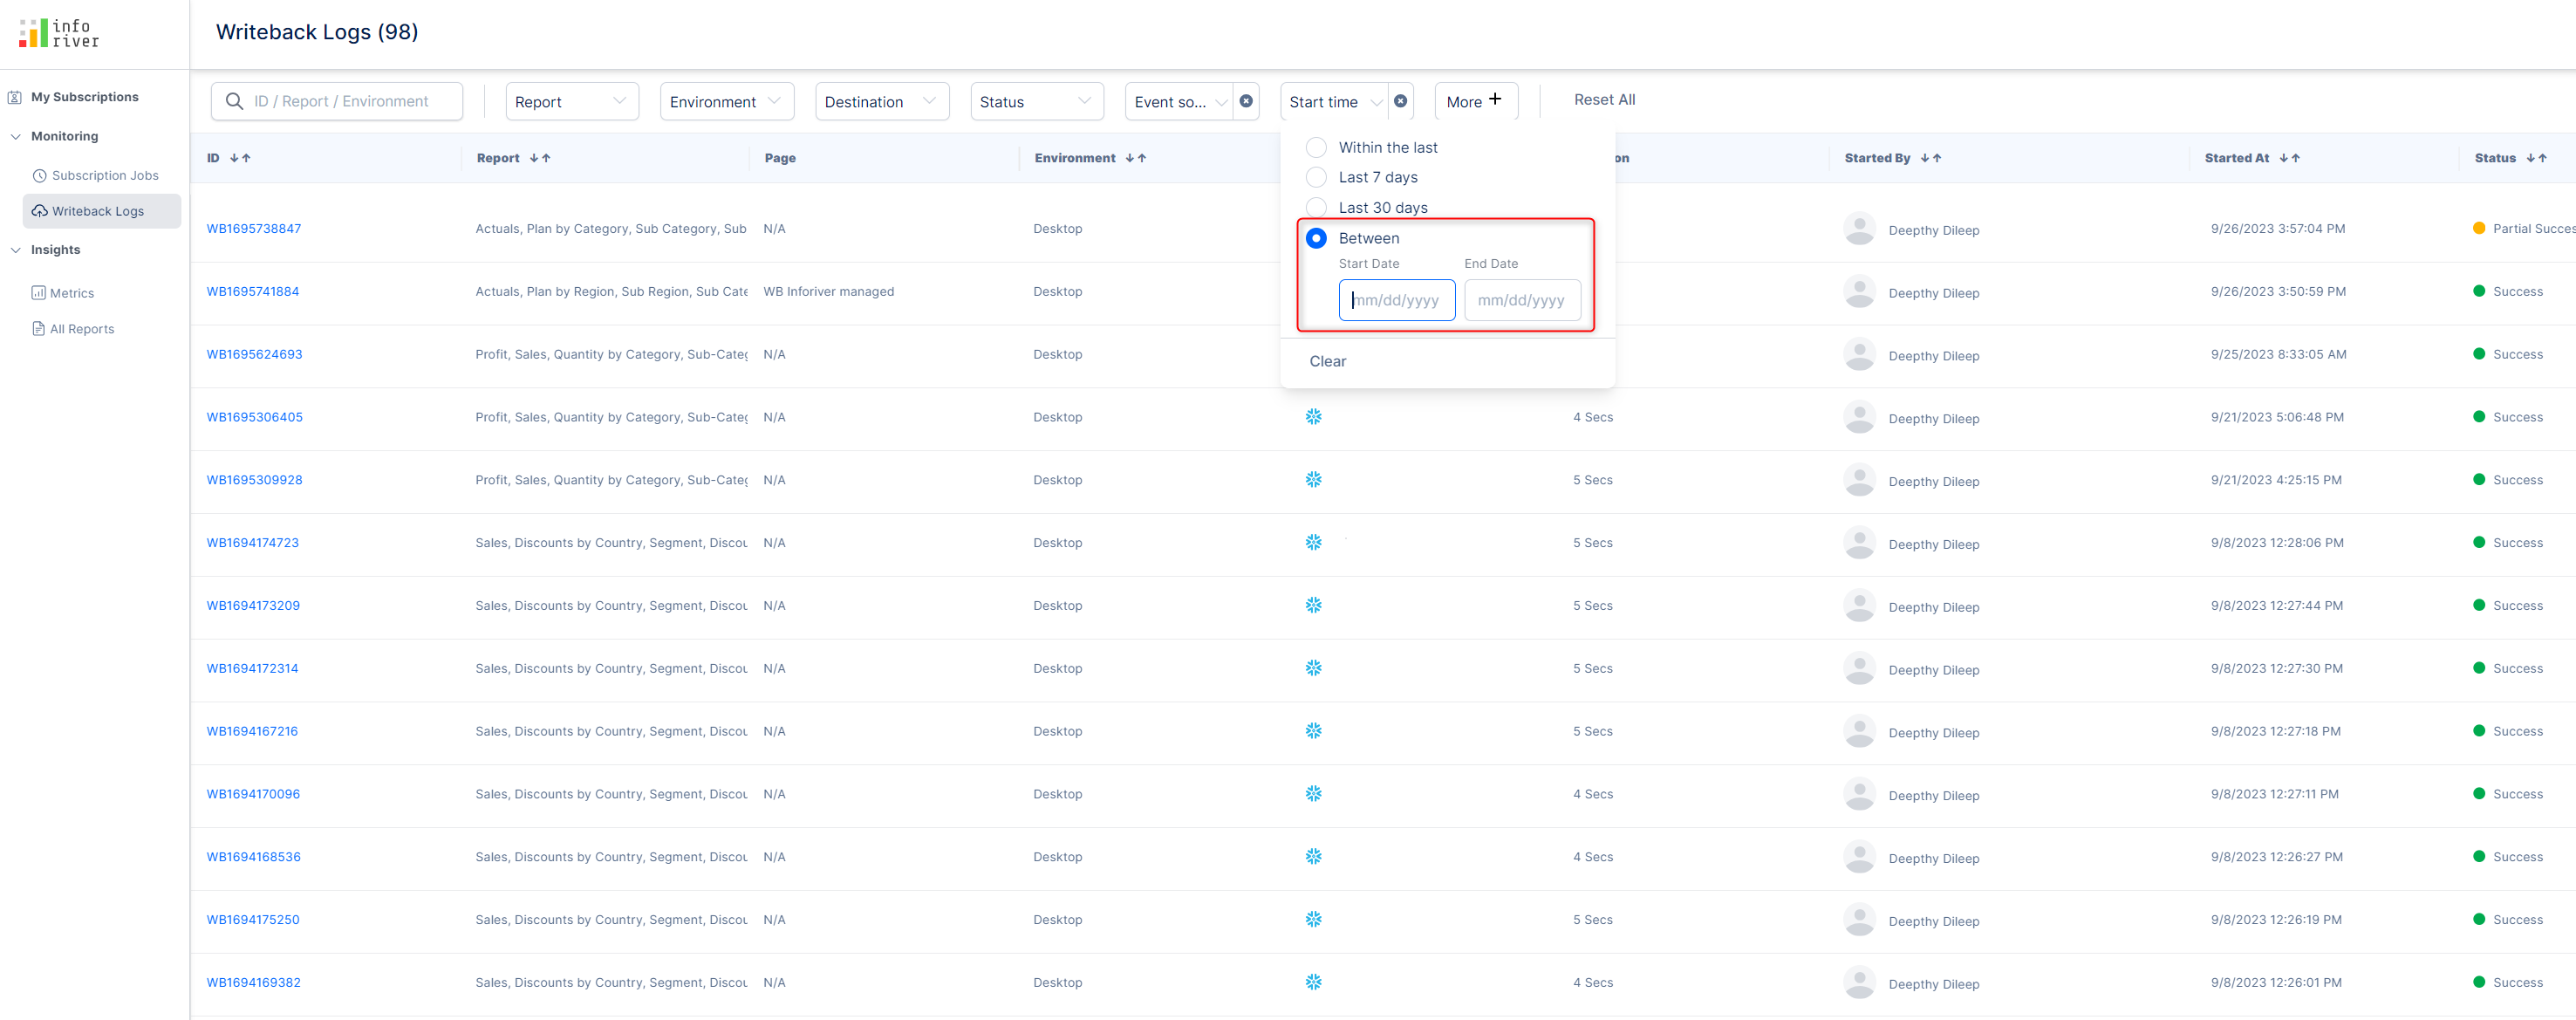 info
river
Writeback Logs (98)
My Subscriptions
Monitoring
Subscription Jobs
Writeback Logs
Insights
Metrics
All Reports
ID / Report / Environment
Report
Environment
Destination
Status
Event so...
Start time
More +
Reset All
Within the last
Last 7 days
Last 30 days
Between
Start Date End Date
mm/dd/yyyy mm/dd/yyyy
Clear
ID Report Page Environment on Started By Started At Status
WB1695738847 Actuals, Plan by Category, Sub Category, Sub N/A Desktop Deepthy Dileep 9/26/2023 3:57:04 PM Partial Succes
WB1695741884 Actuals, Plan by Region, Sub Region, Sub Cate WB Inforiver managed Desktop Deepthy Dileep 9/26/2023 3:50:59 PM Success
WB1695624693 Profit, Sales, Quantity by Category, Sub-Categ N/A Desktop Deepthy Dileep 9/25/2023 8:33:05 AM Success
WB1695306405 Profit, Sales, Quantity by Category, Sub-Categ N/A Desktop 4 Secs Deepthy Dileep 9/21/2023 5:06:48 PM Success
WB1695309928 Profit, Sales, Quantity by Category, Sub-Categ N/A Desktop 5 Secs Deepthy Dileep 9/21/2023 4:25:15 PM Success
WB1694174723 Sales, Discounts by Country, Segment, Discou N/A Desktop 5 Secs Deepthy Dileep 9/8/2023 12:28:06 PM Success
WB1694173209 Sales, Discounts by Country, Segment, Discou N/A Desktop 5 Secs Deepthy Dileep 9/8/2023 12:27:44 PM Success
WB1694172314 Sales, Discounts by Country, Segment, Discou N/A Desktop 5 Secs Deepthy Dileep 9/8/2023 12:27:30 PM Success
WB1694167216 Sales, Discounts by Country, Segment, Discou N/A Desktop 5 Secs Deepthy Dileep 9/8/2023 12:27:18 PM Success
WB1694170096 Sales, Discounts by Country, Segment, Discou N/A Desktop 4 Secs Deepthy Dileep 9/8/2023 12:27:11 PM Success
WB1694168536 Sales, Discounts by Country, Segment, Discou N/A Desktop 4 Secs Deepthy Dileep 9/8/2023 12:26:27 PM Success
WB1694175250 Sales, Discounts by Country, Segment, Discou N/A Desktop 5 Secs Deepthy Dileep 9/8/2023 12:26:19 PM Success
WB1694169382 Sales, Discounts by Country, Segment, Discou N/A Desktop 4 Secs Deepthy Dileep 9/8/2023 12:26:01 PM Success